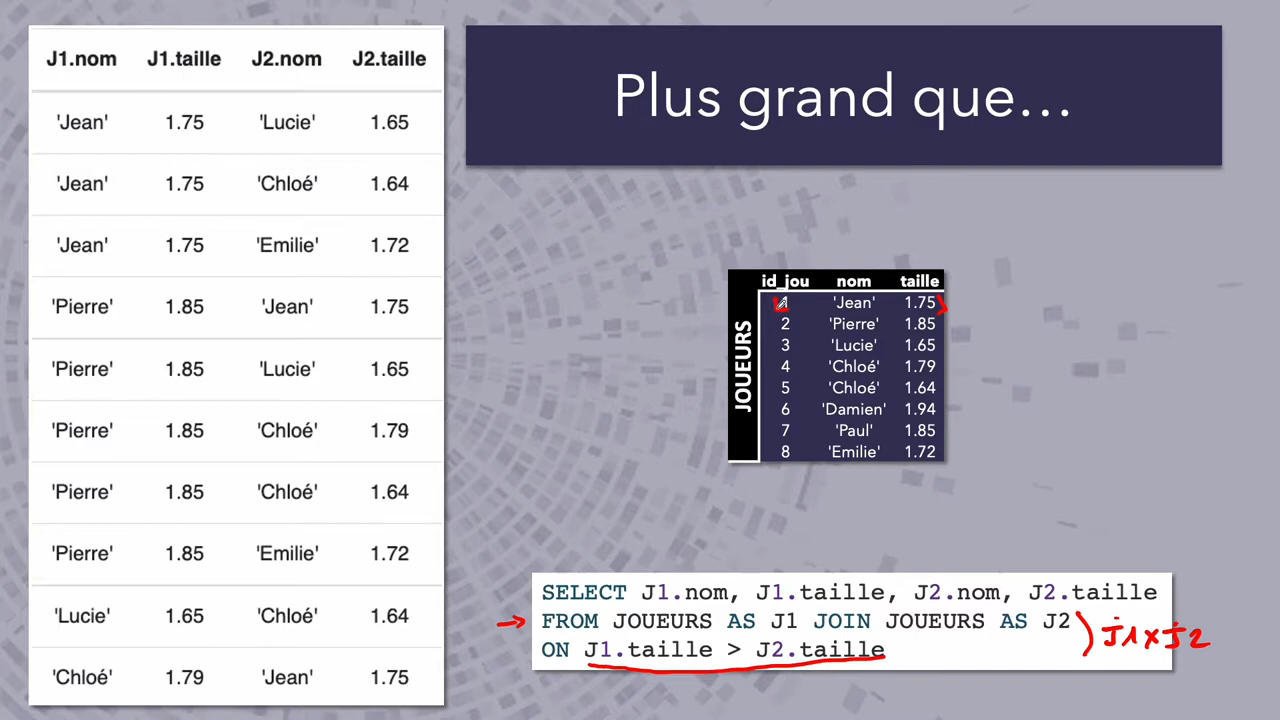 J1.nom J1.taille J2.nom J2.taille
'Jean' 1.75 'Lucie' 1.65
'Jean' 1.75 'Chloé' 1.64
'Jean' 1.75 'Emilie' 1.72
'Pierre' 1.85 'Jean' 1.75
'Pierre' 1.85 'Lucie' 1.65
'Pierre' 1.85 'Chloé' 1.79
'Pierre' 1.85 'Chloé' 1.64
'Pierre' 1.85 'Emilie' 1.72
'Lucie' 1.65 'Chloé' 1.64
'Chloé' 1.79 'Jean' 1.75
Plus grand que...
JOUEURS
id_jou nom taille
'Jean' 1.75
2 'Pierre' 1.85
3 'Lucie' 1.65
4 'Chloé' 1.79
5 'Chloé' 1.64
6 'Damien' 1.94
7 'Paul' 1.85
8 'Emilie' 1.72
SELECT J1.nom, J1.taille, J2.nom, J2.taille
FROM JOUEURS AS J1 JOIN JOUEURS AS J2
ON J1.taille > J2.taille
J1xJ2